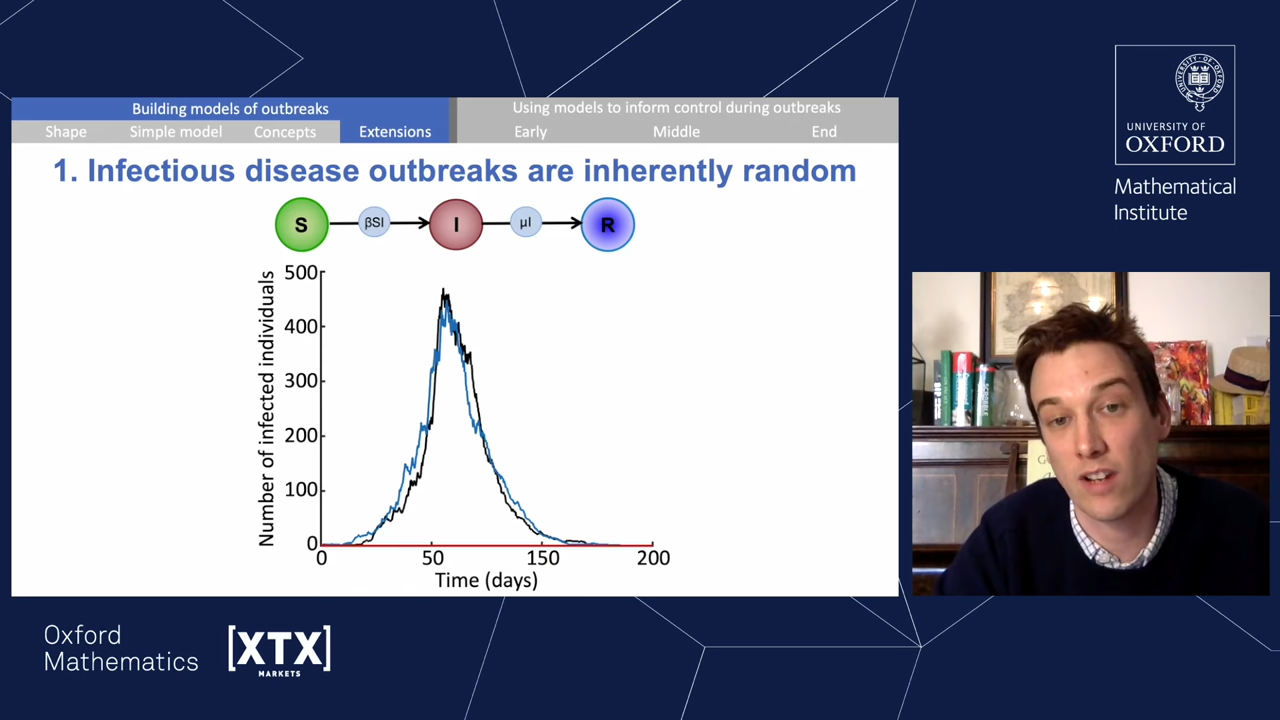 Building models of outbreaks
Using models to inform control during outbreaks
Shape
Simple model
Concepts
Extensions
Early
Middle
End
1. Infectious disease outbreaks are inherently random
S
βSI
I
μI
R
Number of infected individuals
500
400
300
200
100
0
0
50
150
200
Time (days)
UNIVERSITY OF
OXFORD
Mathematical
Institute
SCRABBLE
Oxford
Mathematics
[XTX]
MARKETS